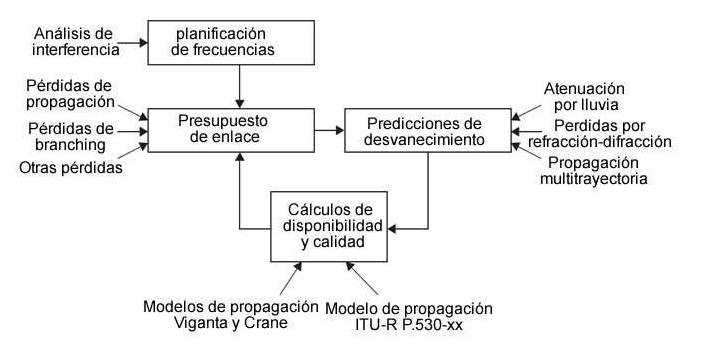 Análisis de
interferencia
planificación
de frecuencias
Pérdidas de
propagación
Pérdidas de
branching
Otras pérdidas
Presupuesto
de enlace
Predicciones de
desvanecimiento
Atenuación
por lluvia
Perdidas por
refracción-difracción
Propagación
multitrayectoria
Cálculos de
disponibilidad
y calidad
Modelos de propagación
Viganta y Crane
Modelo de propagación
ITU-R P.530-xx